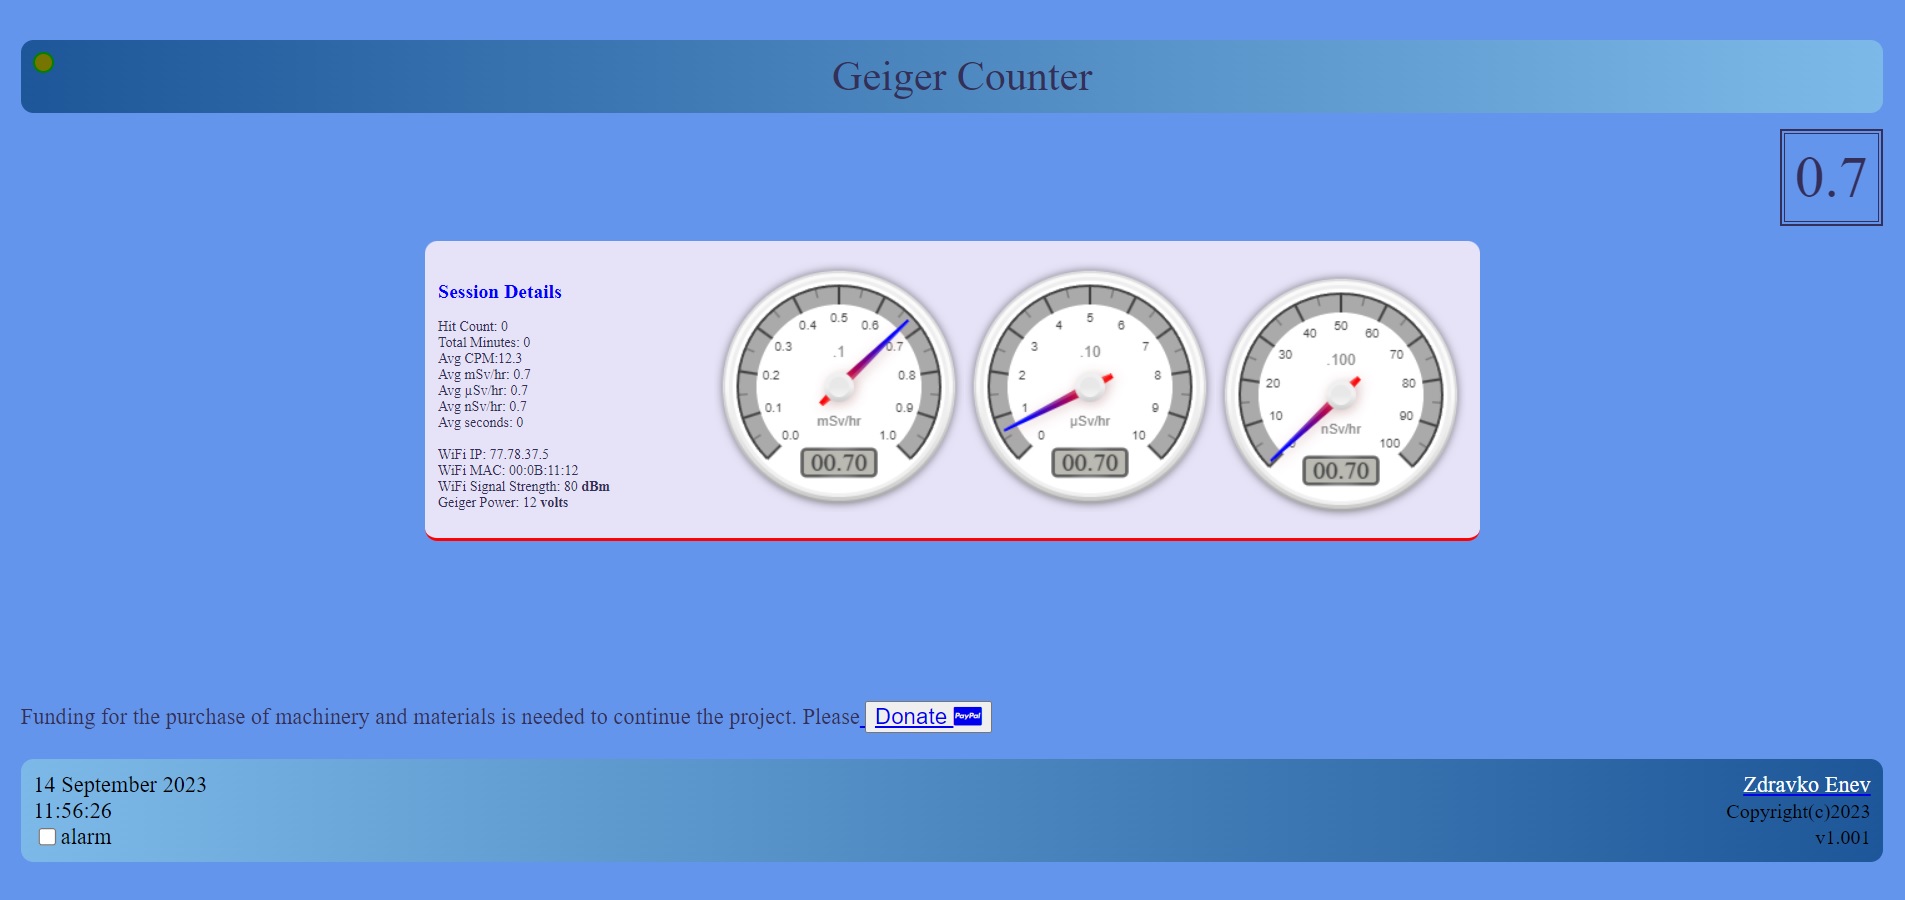 Geiger Counter
0.7
Session Details
Hit Count: 0
Total Minutes: 0
Avg CPM:12.3
Avg mSv/hr: 0.7
Avg µSv/hr: 0.7
Avg nSv/hr: 0.7
Avg seconds: 0
WiFi IP: 77.78.37.5
WiFi MAC: 00:0B:11:12
WiFi Signal Strength: 80 dBm
Geiger Power: 12 volts
0.0 0.1 0.2 0.3 0.4 0.5 0.6 0.7 0.8 0.9 1.0
.1
mSv/hr
00.70
0 1 2 3 4 5 6 7 8 9 10
.10
µSv/hr
00.70
10 20 30 40 50 60 70 80 90 100
.100
nSv/hr
00.70
Funding for the purchase of machinery and materials is needed to continue the project. Please Donate PayPal
14 September 2023
11:56:26
alarm
Zdravko Enev
Copyright(c)2023
v1.001